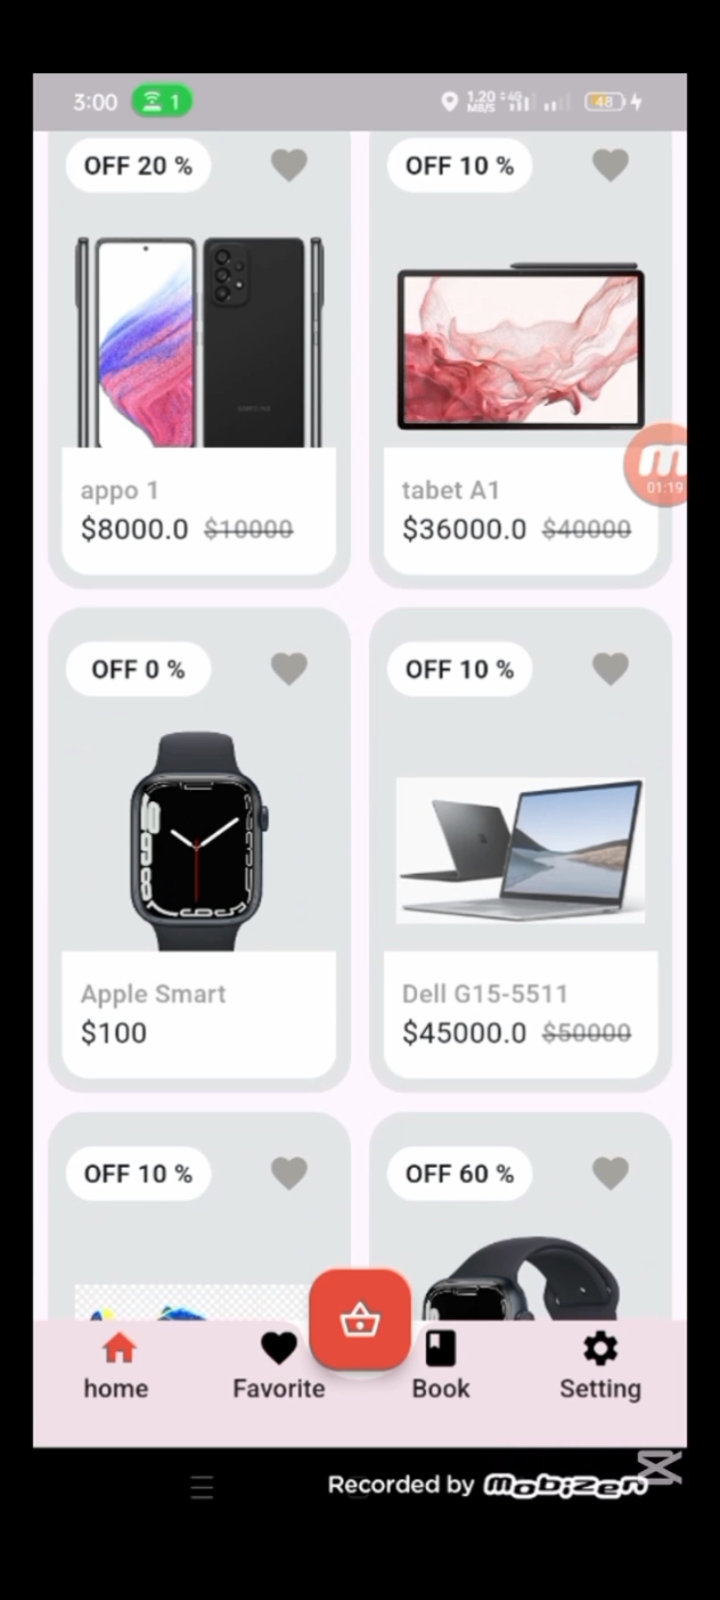 3:00 1 1.20 MB/S 4G 48
OFF 20 % OFF 10 %
SAMSUNG
01:19
appo 1 tabet A1
$8000.0 $10000 $36000.0 $40000
OFF 0 % OFF 10 %
Apple Smart Dell G15-5511
$100 $45000.0 $50000
OFF 10 % OFF 60 %
home Favorite Book Setting
Recorded by mobizen